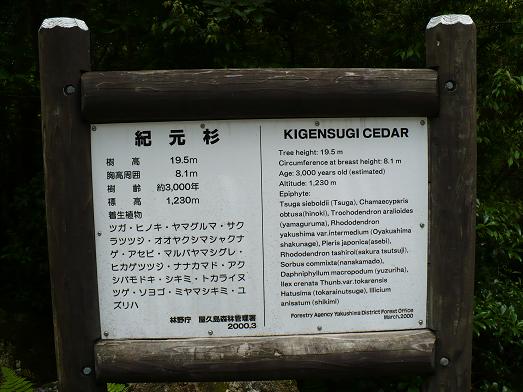 紀元杉
樹高 19.5m
胸高周囲 8.1m
樹齢 約3,000年
標高 1,230m
着生植物
ツガ・ヒノキ・ヤマグルマ・サク
ラツツジ・オオヤクシマシャクナ
ゲ・アセビ・マルバヤマシグレ・
ヒカゲツツジ・ナナカマド・アク
シバモドキ・シキミ・トカライヌ
ツゲ・ソヨゴ・ミヤマシキミ・ユ
ズリハ
林野庁 屋久島森林管理署
2000.3
KIGENSUGI CEDAR
Tree height: 19.5 m
Circumference at breast height: 8.1 m
Age: 3,000 years old (estimated)
Altitude: 1,230 m
Epiphyte:
Tsuga sieboldii (Tsuga), Chamaecyparis
obtusa(hinoki), Trochodendron aralioides
(yamaguruma), Rhododendron
yakushima var.intermedium (Oyakushima
shakunage), Pieris japonica(asebi),
Rhododendron tashiroi(sakura tsutsuji),
Sorbus commixta(nanakamado),
Daphniphyllum macropodum (yuzuriha),
Ilex crenata Thunb.var.tokarensis
Hatusima (tokarainutsuge), Illicium
anisatum (shikimi)
Forestry Agency Yakushima District Forest Office
March,2000